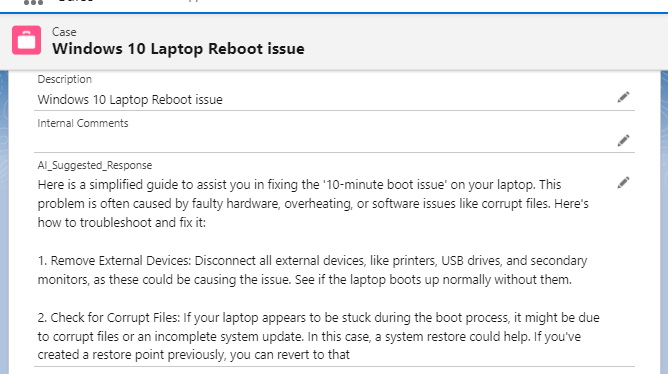 Case
Windows 10 Laptop Reboot issue
Description
Windows 10 Laptop Reboot issue
Internal Comments
AI_Suggested_Response
Here is a simplified guide to assist you in fixing the '10-minute boot issue' on your laptop. This
problem is often caused by faulty hardware, overheating, or software issues like corrupt files. Here's
how to troubleshoot and fix it:
1. Remove External Devices: Disconnect all external devices, like printers, USB drives, and secondary
monitors, as these could be causing the issue. See if the laptop boots up normally without them.
2. Check for Corrupt Files: If your laptop appears to be stuck during the boot process, it might be due
to corrupt files or an incomplete system update. In this case, a system restore could help. If you've
created a restore point previously, you can revert to that